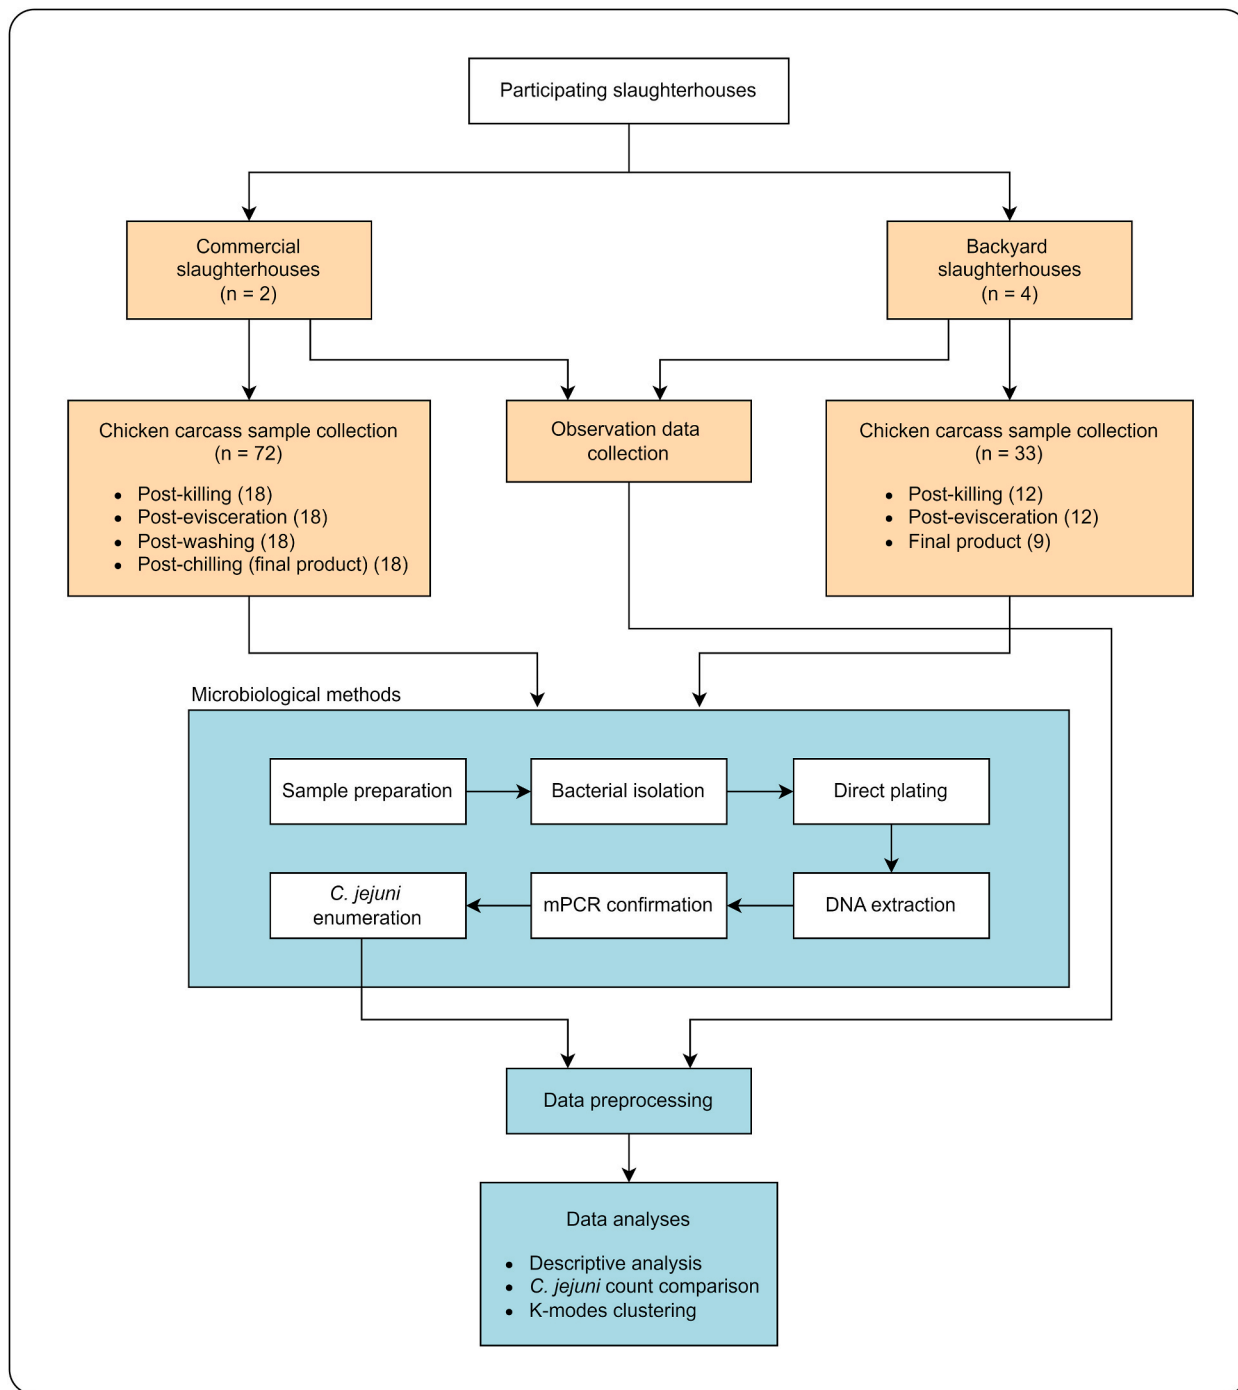 Participating slaughterhouses
Commercial
slaughterhouses
(n = 2)
Backyard
slaughterhouses
(n = 4)
Chicken carcass sample collection
(n = 72)
• Post-killing (18)
• Post-evisceration (18)
• Post-washing (18)
• Post-chilling (final product) (18)
Observation data
collection
Chicken carcass sample collection
(n = 33)
• Post-killing (12)
• Post-evisceration (12)
• Final product (9)
Microbiological methods
Sample preparation
Bacterial isolation
Direct plating
DNA extraction
mPCR confirmation
C. jejuni
enumeration
Data preprocessing
Data analyses
• Descriptive analysis
• C. jejuni count comparison
• K-modes clustering